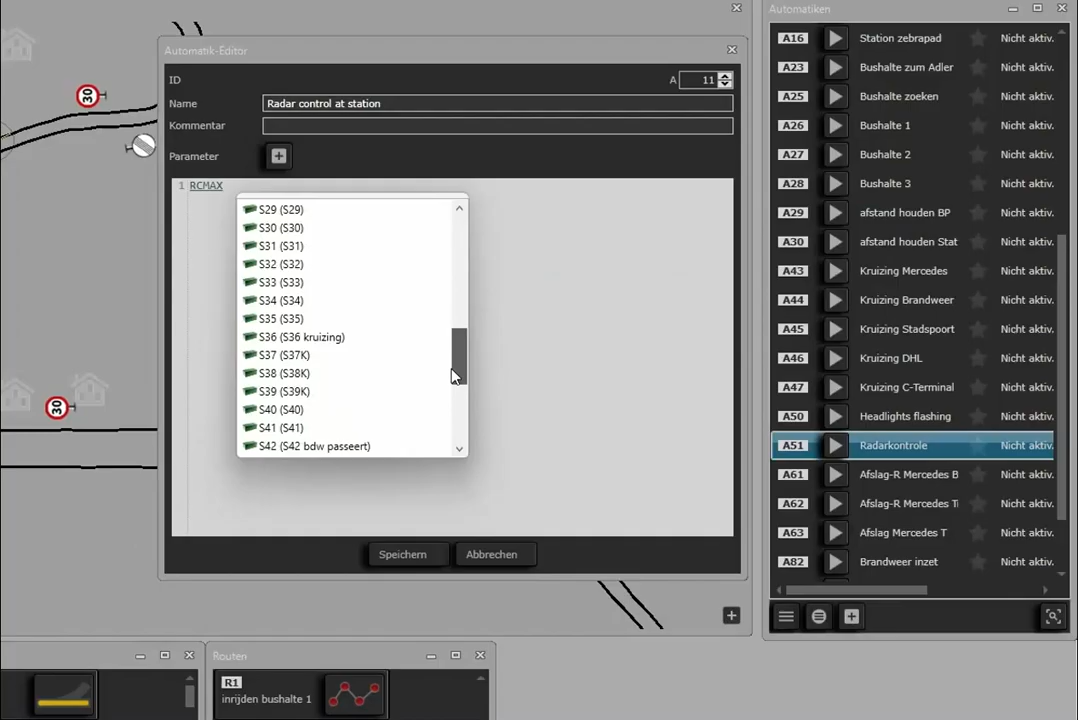 Automatik-Editor
ID
A 11
Name
Radar control at station
Kommentar
Parameter
1 RCMAX
S29 (S29)
S30 (S30)
S31 (S31)
S32 (S32)
S33 (S33)
S34 (S34)
S35 (S35)
S36 (S36 kruizing)
S37 (S37K)
S38 (S38K)
S39 (S39K)
S40 (S40)
S41 (S41)
S42 (S42 bdw passeert)
Speichern
Abbrechen
30
30
Automatiken
A16 Station zebrapad Nicht aktiv.
A23 Bushalte zum Adler Nicht aktiv.
A25 Bushalte zoeken Nicht aktiv.
A26 Bushalte 1 Nicht aktiv.
A27 Bushalte 2 Nicht aktiv.
A28 Bushalte 3 Nicht aktiv.
A29 afstand houden BP Nicht aktiv.
A30 afstand houden Stat Nicht aktiv.
A43 Kruizing Mercedes Nicht aktiv.
A44 Kruizing Brandweer Nicht aktiv.
A45 Kruizing Stadspoort Nicht aktiv.
A46 Kruizing DHL Nicht aktiv.
A47 Kruizing C-Terminal Nicht aktiv.
A50 Headlights flashing Nicht aktiv.
A51 Radarkontrole Nicht aktiv.
A61 Afslag-R Mercedes B Nicht aktiv.
A62 Afslag-R Mercedes T Nicht aktiv.
A63 Afslag Mercedes T Nicht aktiv.
A82 Brandweer inzet Nicht aktiv.
Routen
R1
inrijden bushalte 1